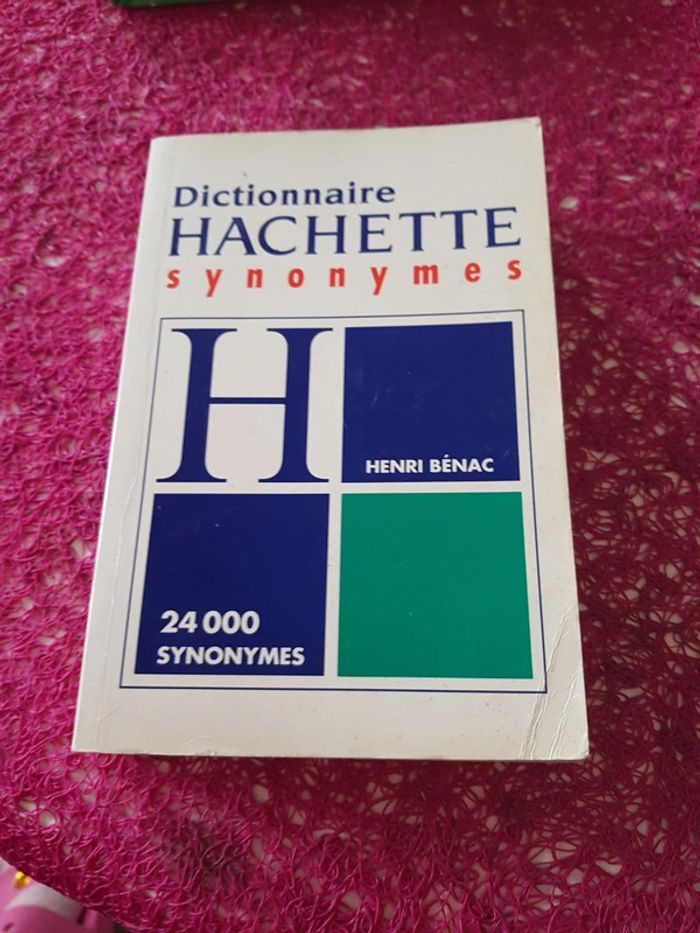 Dictionnaire
HACHETTE
synonymes
H
HENRI BÉNAC
24 000
SYNONYMES